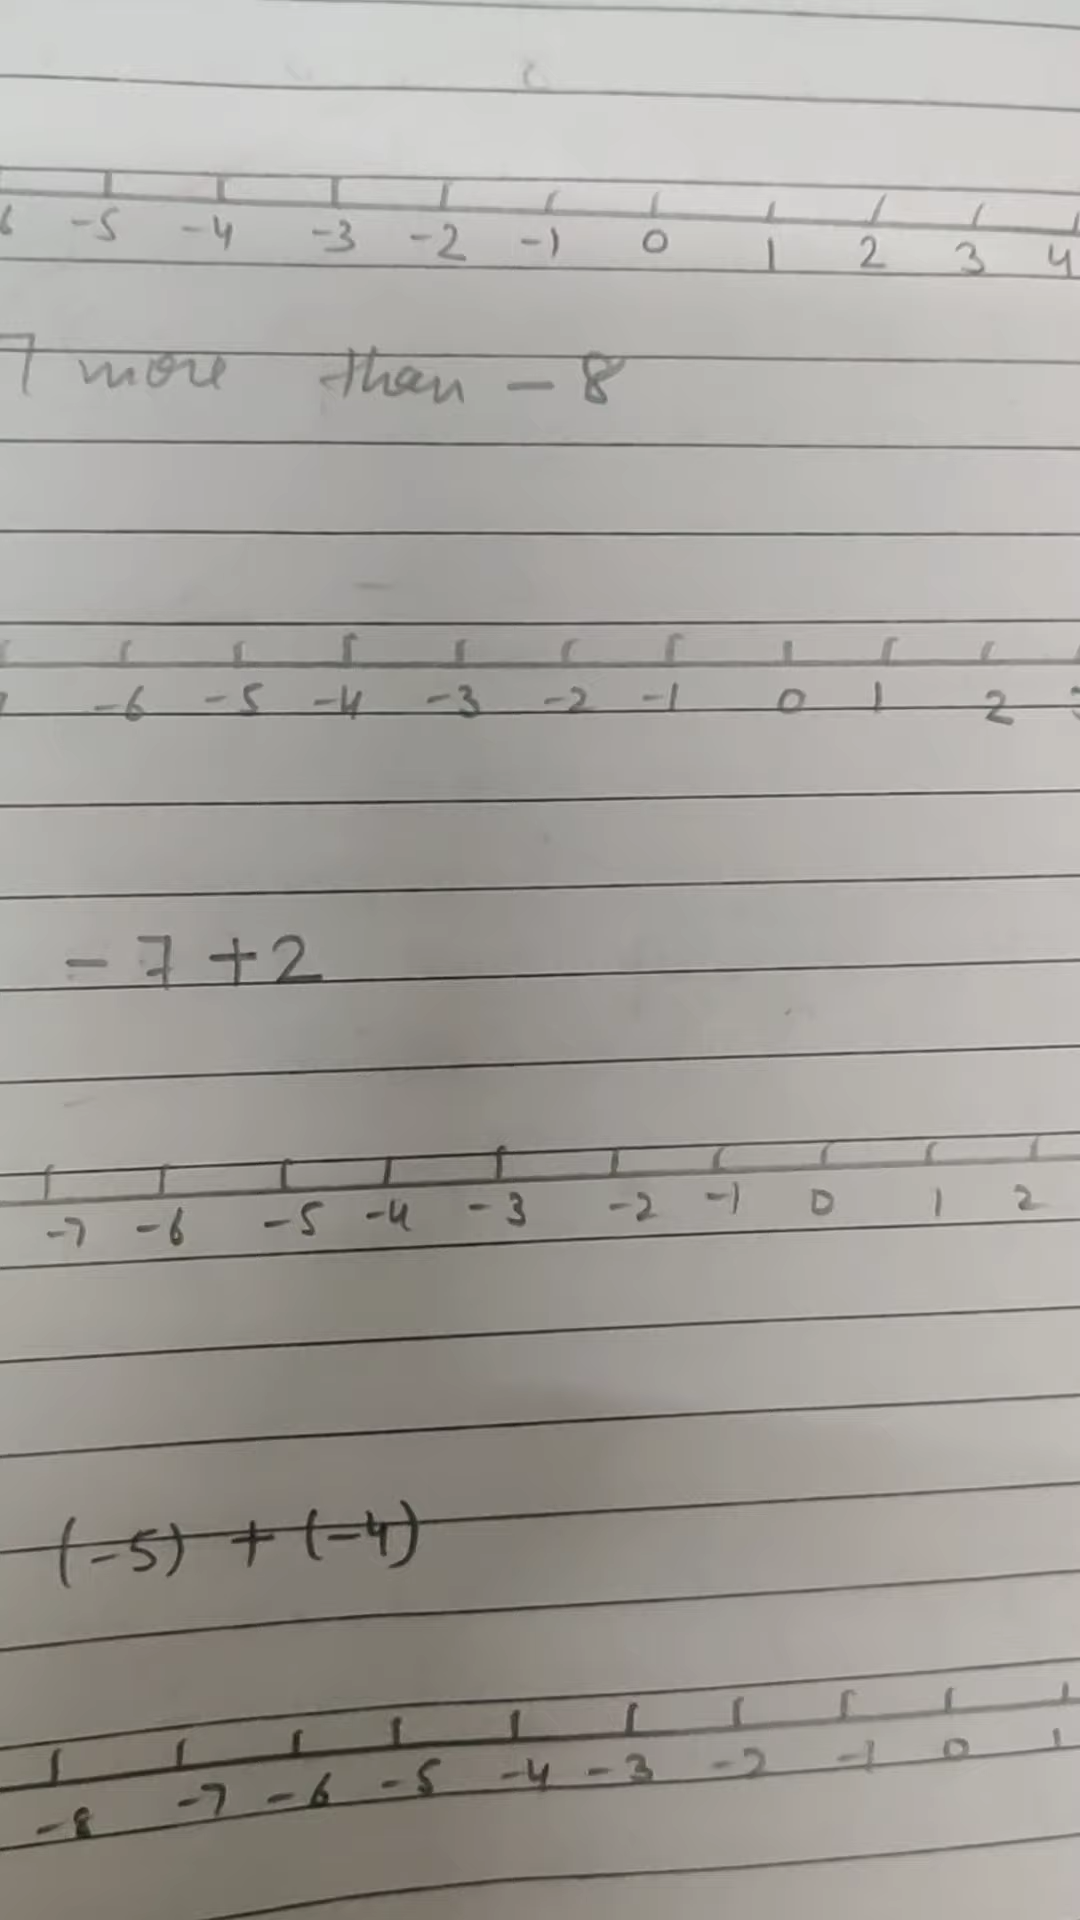 6 -5 -4 -3 -2 -1 0 1 2 3 4
7 more than -8
-6 -5 -4 -3 -2 -1 0 1 2
-7 +2
-7 -6 -5 -4 -3 -2 -1 0 1 2
(-5) + (-4)
-8 -7 -6 -5 -4 -3 -2 -1 0 1